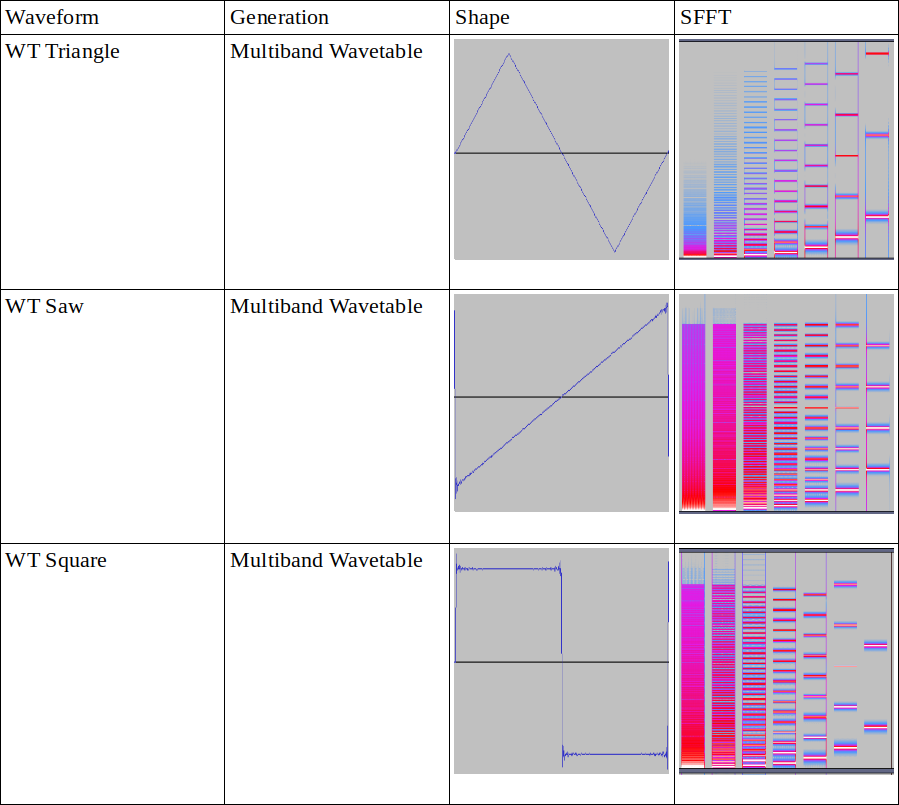 Waveform Generation Shape SFFT
WT Triangle Multiband Wavetable
WT Saw Multiband Wavetable
WT Square Multiband Wavetable